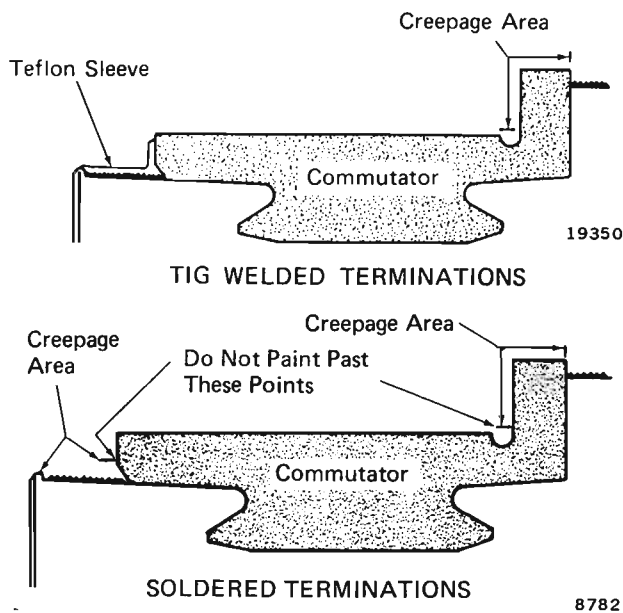 Creepage Area
Teflon Sleeve
Commutator
19350
TIG WELDED TERMINATIONS
Creepage Area
Creepage
Area
Do Not Paint Past
These Points
Commutator
SOLDERED TERMINATIONS
8782